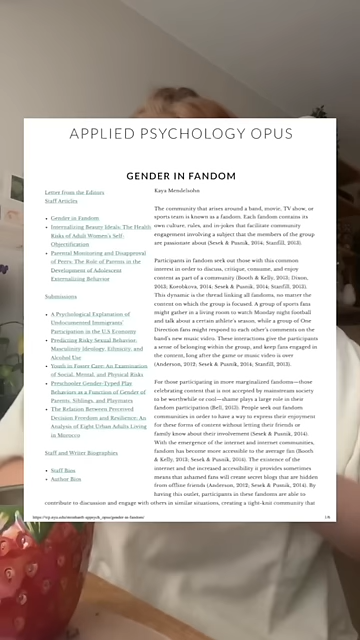 APPLIED PSYCHOLOGY OPUS
GENDER IN FANDOM
Letter from the Editors
Staff Articles
Gender in Fandom
Internalizing Beauty Ideals: The Health
Risks of Adult Women's Self-
Objectification
Parental Monitoring and Disapproval
of Peers: The Role of Parents in the
Development of Adolescent
Externalizing Behavior
Submissions
A Psychological Explanation of
Undocumented Immigrants'
Participation in the U.S Economy
Predicting Risky Sexual Behavior:
Masculinity Ideology, Ethnicity, and
Alcohol Use
Youth in Foster Care: An Examination
of Social, Mental, and Physical Risks
Preschooler Gender-Typed Play
Behaviors as a Function of Gender of
Parents, Siblings, and Playmates
The Relation Between Perceived
Decision Freedom and Resilience: An
Analysis of Eight Urban Adults Living
in Morocco
Staff and Writer Biographies
Staff Bios
Author Bios
Kaya Mendelsohn
The community that arises around a band, movie, TV show, or
sports team is known as a fandom. Each fandom contains its
own culture, rules, and in-jokes that facilitate community
engagement involving a subject that the members of the group
are passionate about (Sesek & Pusnik, 2014; Stanfill, 2013).
Participants in fandom seek out those with this common
interest in order to discuss, critique, consume, and enjoy
content as part of a community (Booth & Kelly, 2013; Dixon,
2013; Korobkova, 2014; Sesek & Pusnik, 2014; Stanfill, 2013).
This dynamic is the thread linking all fandoms, no matter the
content on which the group is focused. A group of sports fans
might gather in a living room to watch Monday night football
and talk about a certain athlete's season, while a group of One
Direction fans might respond to each other's comments on the
band's new music video. These interactions give the participants
a sense of belonging within the group, and keep fans engaged in
the content, long after the game or music video is over
(Anderson, 2012; Sesek & Pusnik, 2014).
For those participating in more marginalized fandoms—those
celebrating content that is not accepted by mainstream society
to be worthwhile or cool—shame plays a large role in their
fandom participation (Bell, 2013). People seek out fandom
communities in order to have a way to express their enjoyment
for these forms of content without letting their friends or
family know about their involvement (Sesek & Pusnik, 2014).
With the emergence of the internet and internet communities,
fandom has become more accessible to the average fan (Booth
& Kelly, 2013; Sesek & Pusnik, 2014). The existence of the
internet and the increased accessibility it provides sometimes
means that ashamed fans will create secret blogs that are hidden
from offline friends (Anderson, 2012; Sesek & Pusnik, 2014). By
having this outlet, participants in these fandoms are able to
contribute to discussion and engage with others in similar situations, creating a tight-knit community that